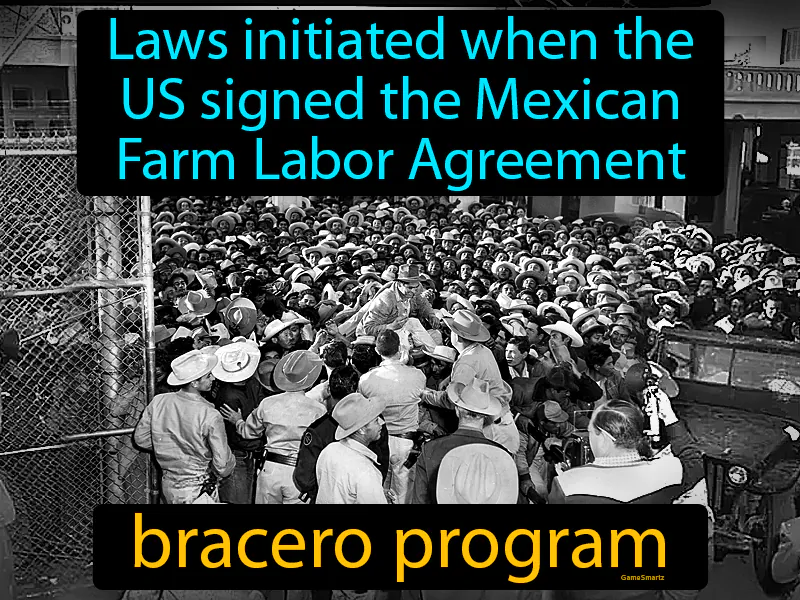 Laws initiated when the
US signed the Mexican
Farm Labor Agreement
bracero program
GameSmartz